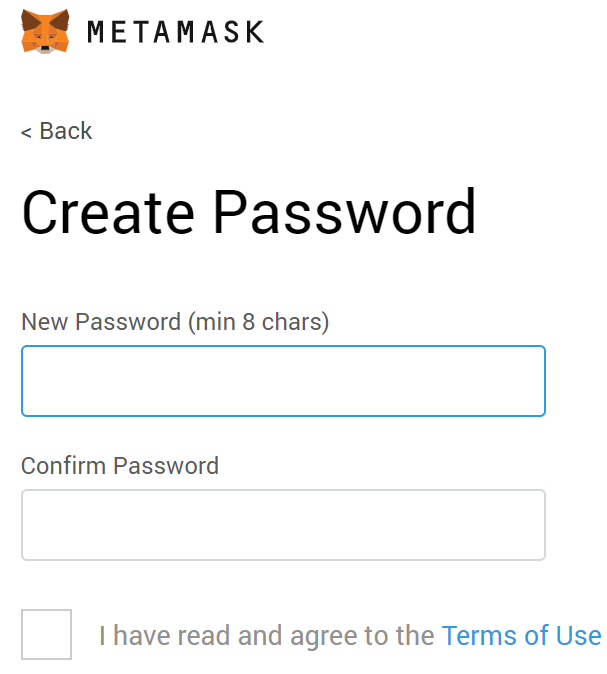 METAMASK
< Back
Create Password
New Password (min 8 chars)
Confirm Password
I have read and agree to the Terms of Use